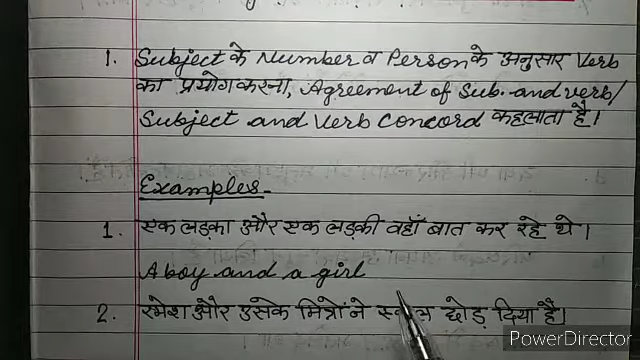 1. Subject के Number व Person के अनुसार Verb
का प्रयोग करना, Agreement of Sub. and verb/
Subject and Verb Concord कहलाता है।
Examples-
1. एक लड़का और एक लड़की वहाँ बात कर रहे थे।
A boy and a girl
2. रमेश और उसके मित्रों ने स्कूल छोड़ दिया है।
PowerDirector